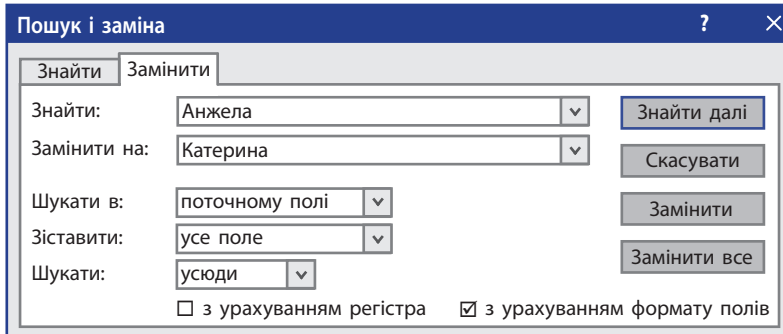 Пошук і заміна ? ×
Знайти Замінити
Знайти: Анжела Знайти далі
Замінити на: Катерина Скасувати
Шукати в: поточному полі Замінити
Зіставити: усе поле Замінити все
Шукати: усюди
з урахуванням регістра з урахуванням формату полів